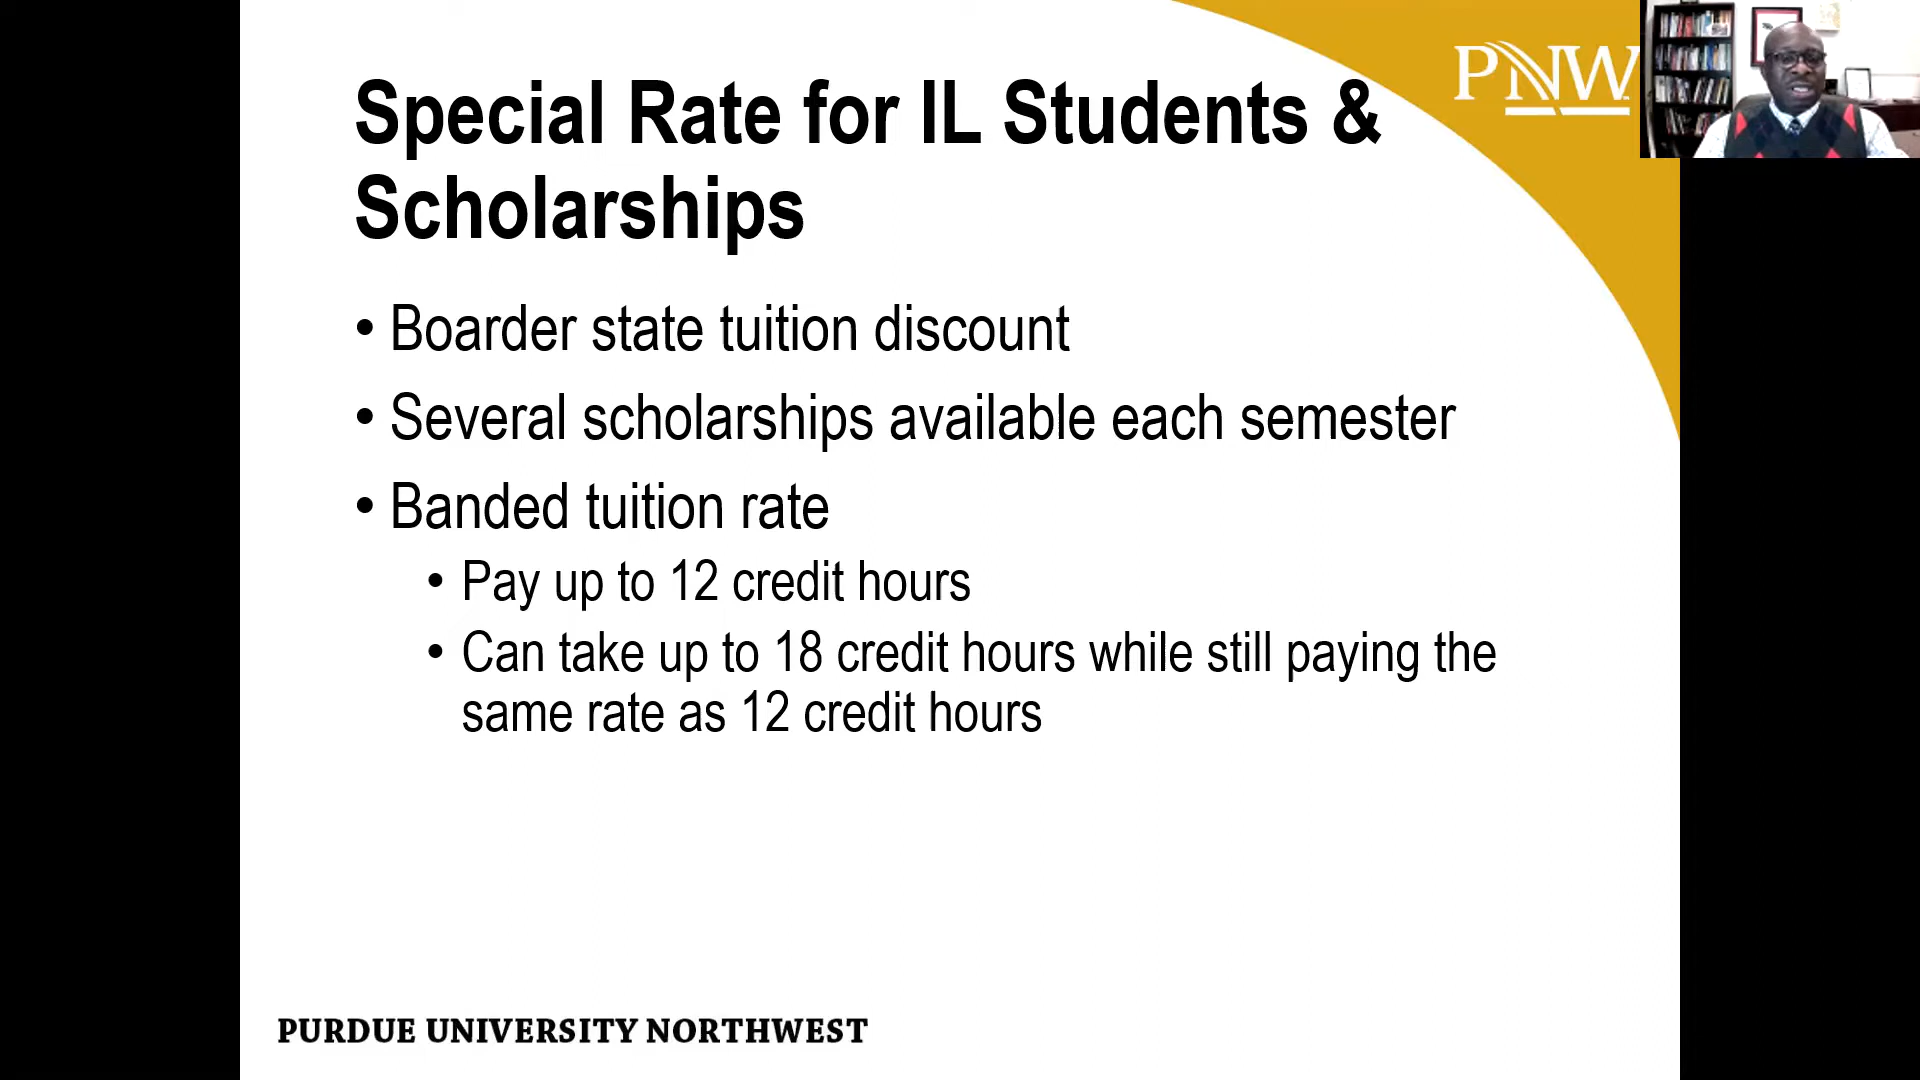 PNW
Special Rate for IL Students &
Scholarships
• Boarder state tuition discount
• Several scholarships available each semester
• Banded tuition rate
• Pay up to 12 credit hours
• Can take up to 18 credit hours while still paying the
same rate as 12 credit hours
PURDUE UNIVERSITY NORTHWEST